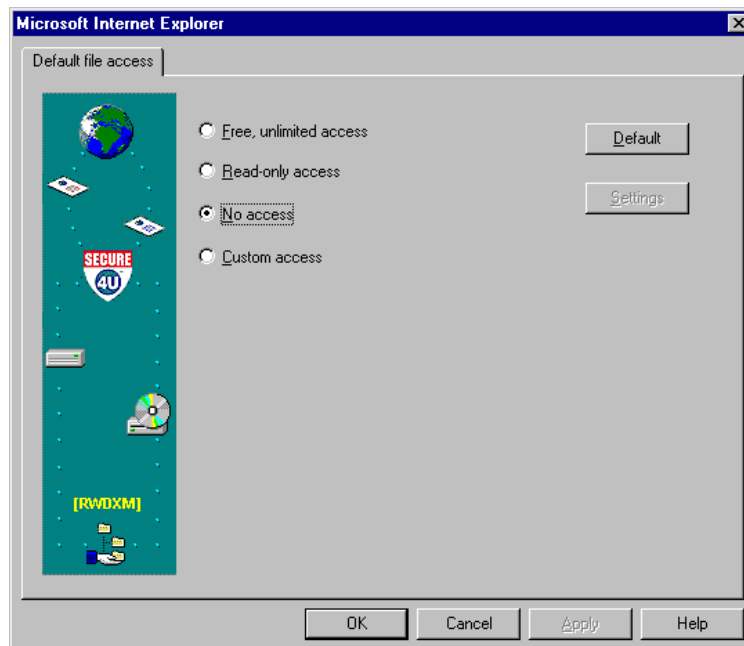 Microsoft Internet Explorer
Default file access
Free, unlimited access
Default
Read-only access
Settings
No access
SECURE
4U
Custom access
[RWDXM]
OK Cancel Apply Help